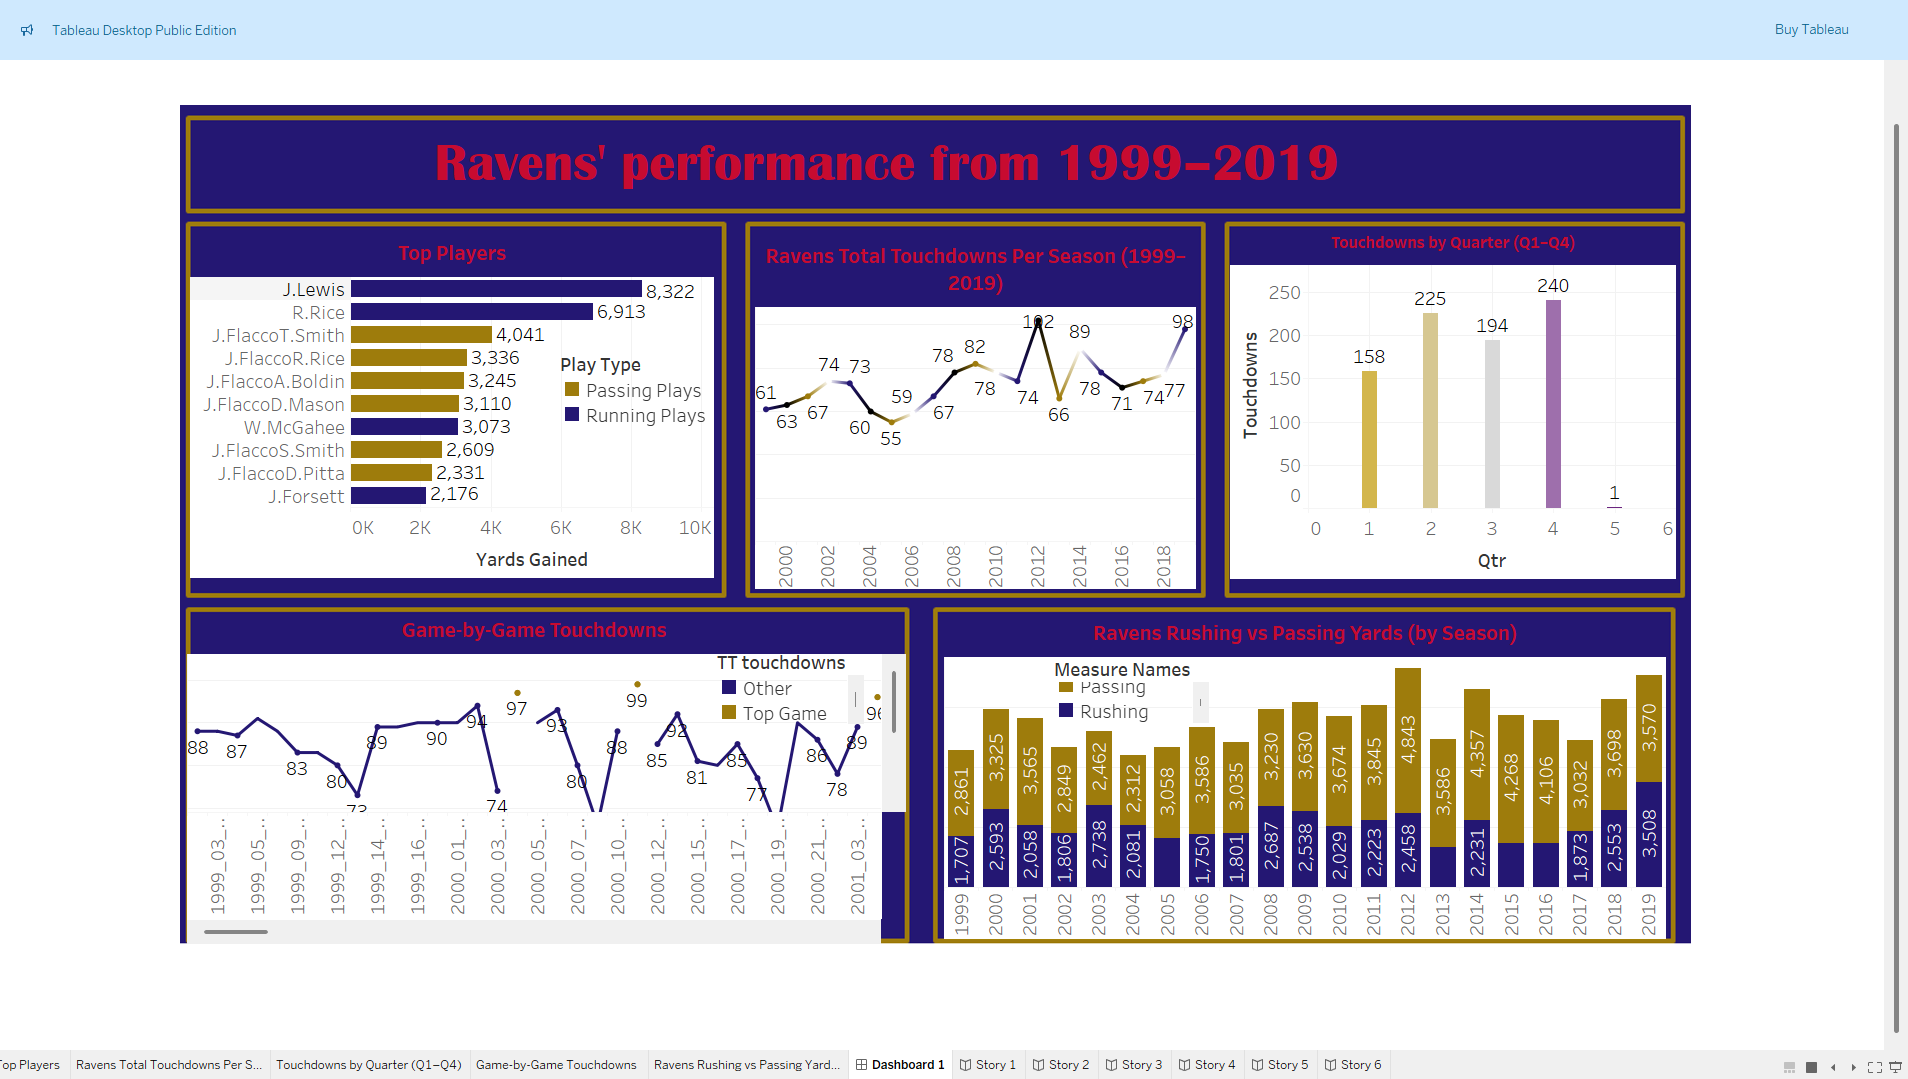 Tableau Desktop Public Edition
Buy Tableau
Ravens' performance from 1999–2019
Top Players
J.Lewis 8,322
R.Rice 6,913
J.FlaccoT.Smith 4,041
J.FlaccoR.Rice 3,336
J.FlaccoA.Boldin 3,245
J.FlaccoD.Mason 3,110
W.McGahee 3,073
J.FlaccoS.Smith 2,609
J.FlaccoD.Pitta 2,331
J.Forsett 2,176
Play Type
Passing Plays
Running Plays
0K 2K 4K 6K 8K 10K
Yards Gained
Ravens Total Touchdowns Per Season (1999–
2019)
61 63 67 74 73 60 55 59 67 78 82 78 74 102 66 89 78 71 74 77 98
2000 2002 2004 2006 2008 2010 2012 2014 2016 2018
Touchdowns by Quarter (Q1–Q4)
Touchdowns
250
200
150
100
50
0
158 225 194 240 1
0 1 2 3 4 5 6
Qtr
Game-by-Game Touchdowns
TT touchdowns
Other
Top Game
88 87 83 80 73 89 90 94 74 97 93 80 88 99 85 92 81 85 77 86 78 89 96
1999_03_.. 1999_05_.. 1999_09_.. 1999_12_.. 1999_14_.. 1999_16_.. 2000_01_.. 2000_03_.. 2000_05_.. 2000_07_.. 2000_10_.. 2000_12_.. 2000_15_.. 2000_17_.. 2000_19_.. 2000_21_.. 2001_03_..
Ravens Rushing vs Passing Yards (by Season)
Measure Names
Passing
Rushing
2,861 3,325 3,565 2,849 2,462 2,312 3,058 3,586 3,035 3,230 3,630 3,674 3,845 4,843 3,586 4,357 4,268 4,106 3,032 3,698 3,570
1,707 2,593 2,058 1,806 2,738 2,081 1,750 1,801 2,687 2,538 2,029 2,223 2,458 2,231 1,873 2,553 3,508
1999 2000 2001 2002 2003 2004 2005 2006 2007 2008 2009 2010 2011 2012 2013 2014 2015 2016 2017 2018 2019
Top Players
Ravens Total Touchdowns Per S...
Touchdowns by Quarter (Q1–Q4)
Game-by-Game Touchdowns
Ravens Rushing vs Passing Yard...
Dashboard 1
Story 1
Story 2
Story 3
Story 4
Story 5
Story 6